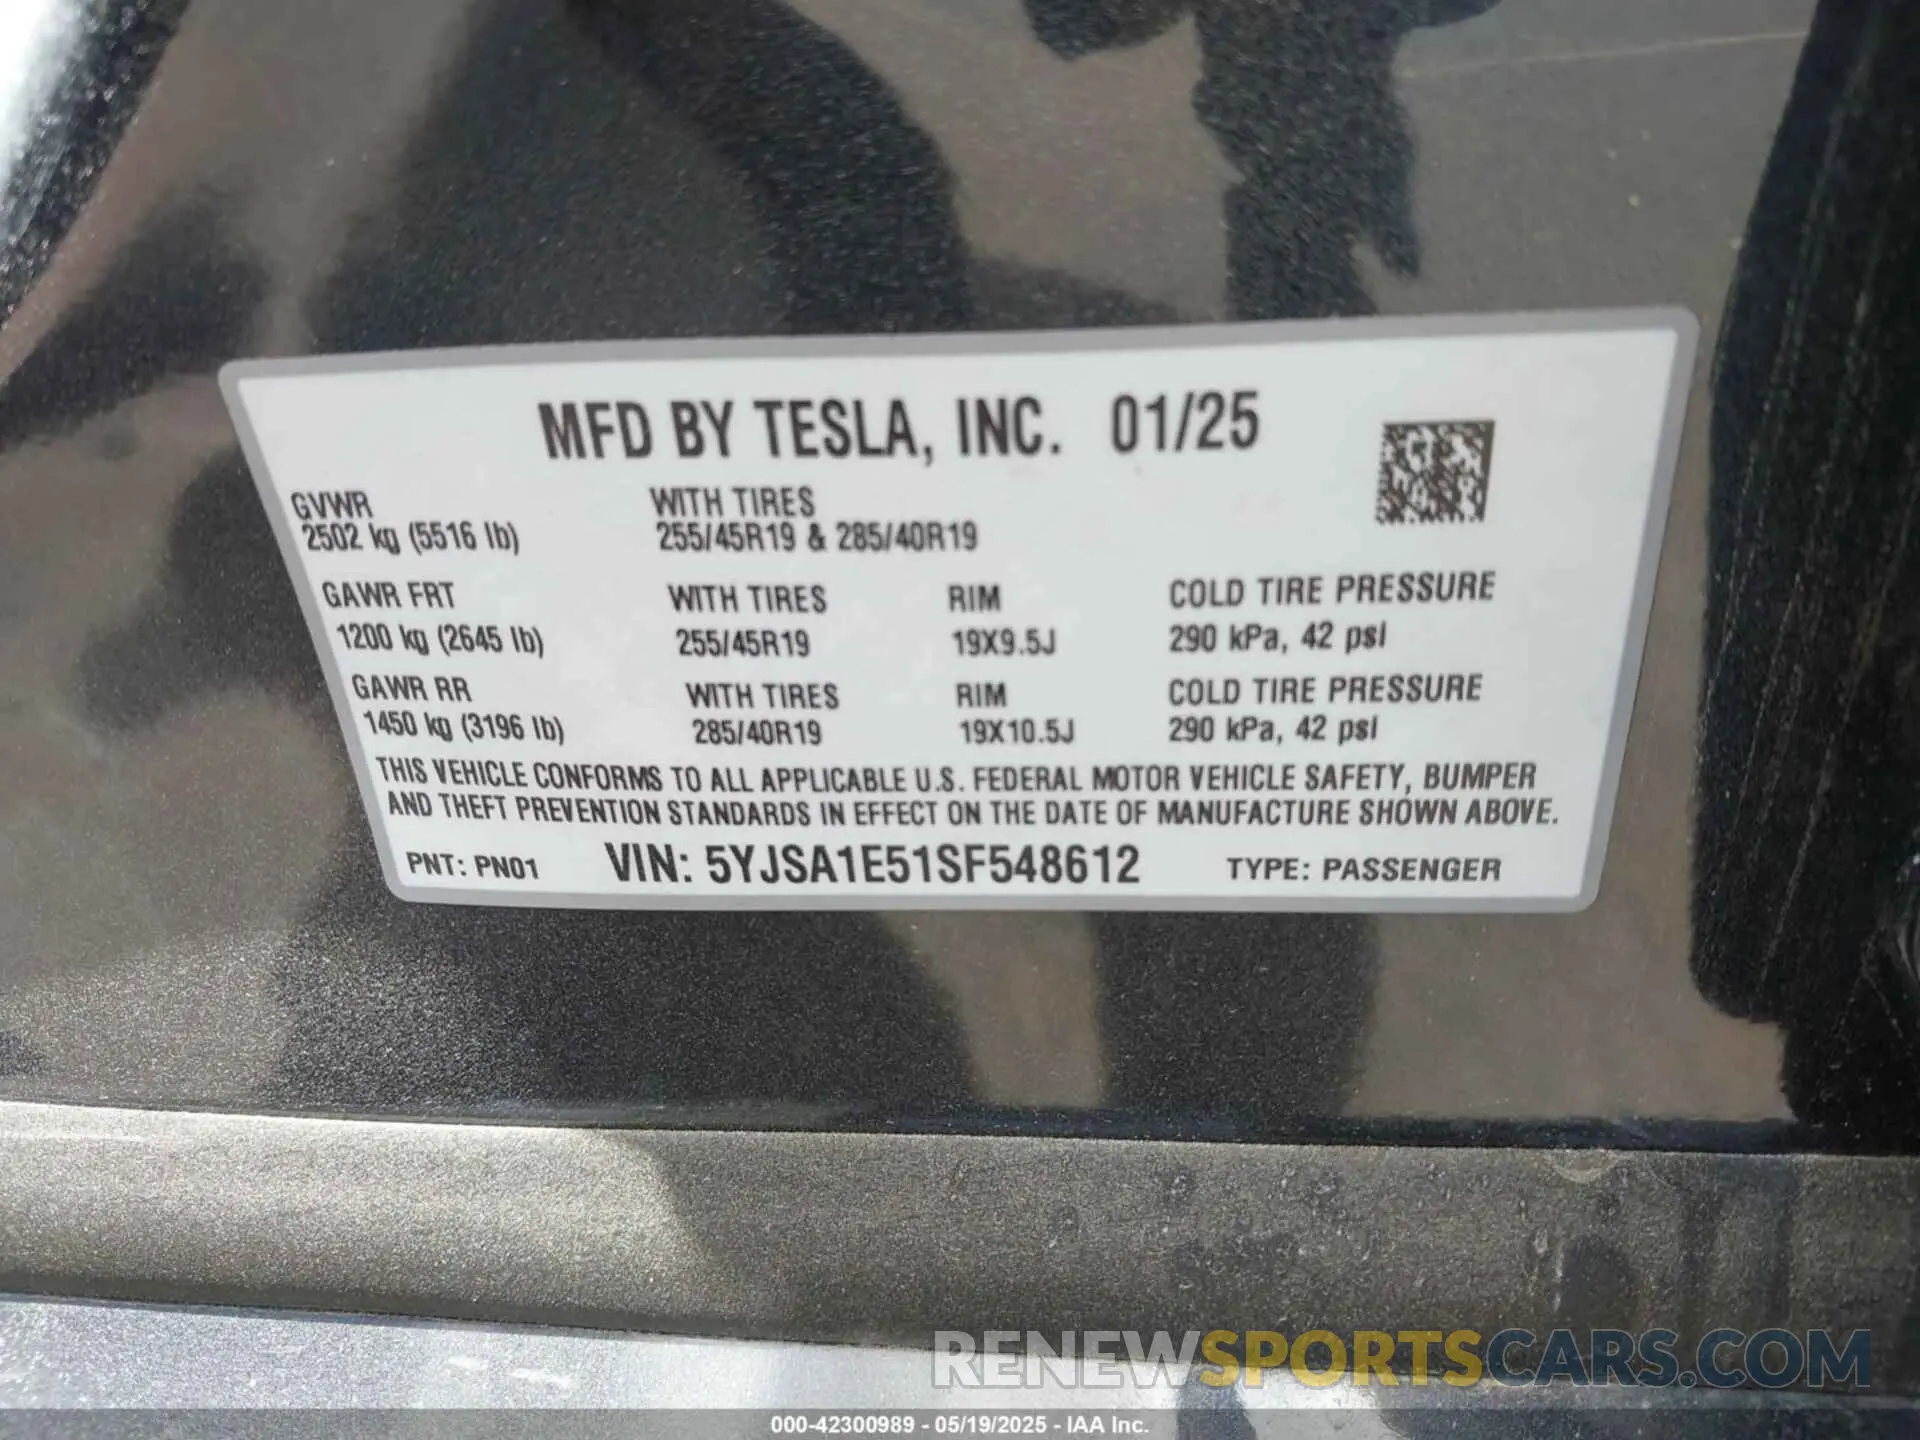 MFD BY TESLA, INC. 01/25
GVWR WITH TIRES
2502 kg (5516 lb) 255/45R19 & 285/40R19
GAWR FRT WITH TIRES RIM COLD TIRE PRESSURE
1200 kg (2645 lb) 255/45R19 19X9.5J 290 kPa, 42 psi
GAWR RR WITH TIRES RIM COLD TIRE PRESSURE
1450 kg (3196 lb) 285/40R19 19X10.5J 290 kPa, 42 psi
THIS VEHICLE CONFORMS TO ALL APPLICABLE U.S. FEDERAL MOTOR VEHICLE SAFETY, BUMPER
AND THEFT PREVENTION STANDARDS IN EFFECT ON THE DATE OF MANUFACTURE SHOWN ABOVE.
PNT: PN01 VIN: 5YJSA1E51SF548612 TYPE: PASSENGER
RENEWSPORTSCARS.COM
000-42300989 - 05/19/2025 - IAA Inc.